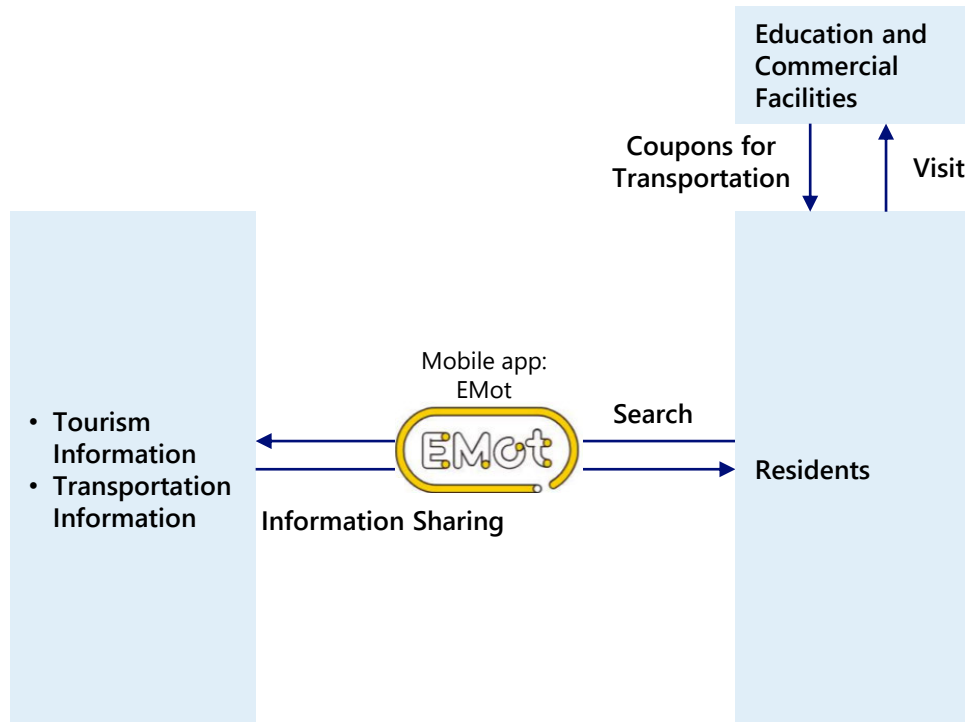 Education and
Commercial
Facilities
Coupons for
Transportation
Visit
Mobile app:
EMot
EMot
Search
• Tourism
Information
• Transportation
Information
Residents
Information Sharing